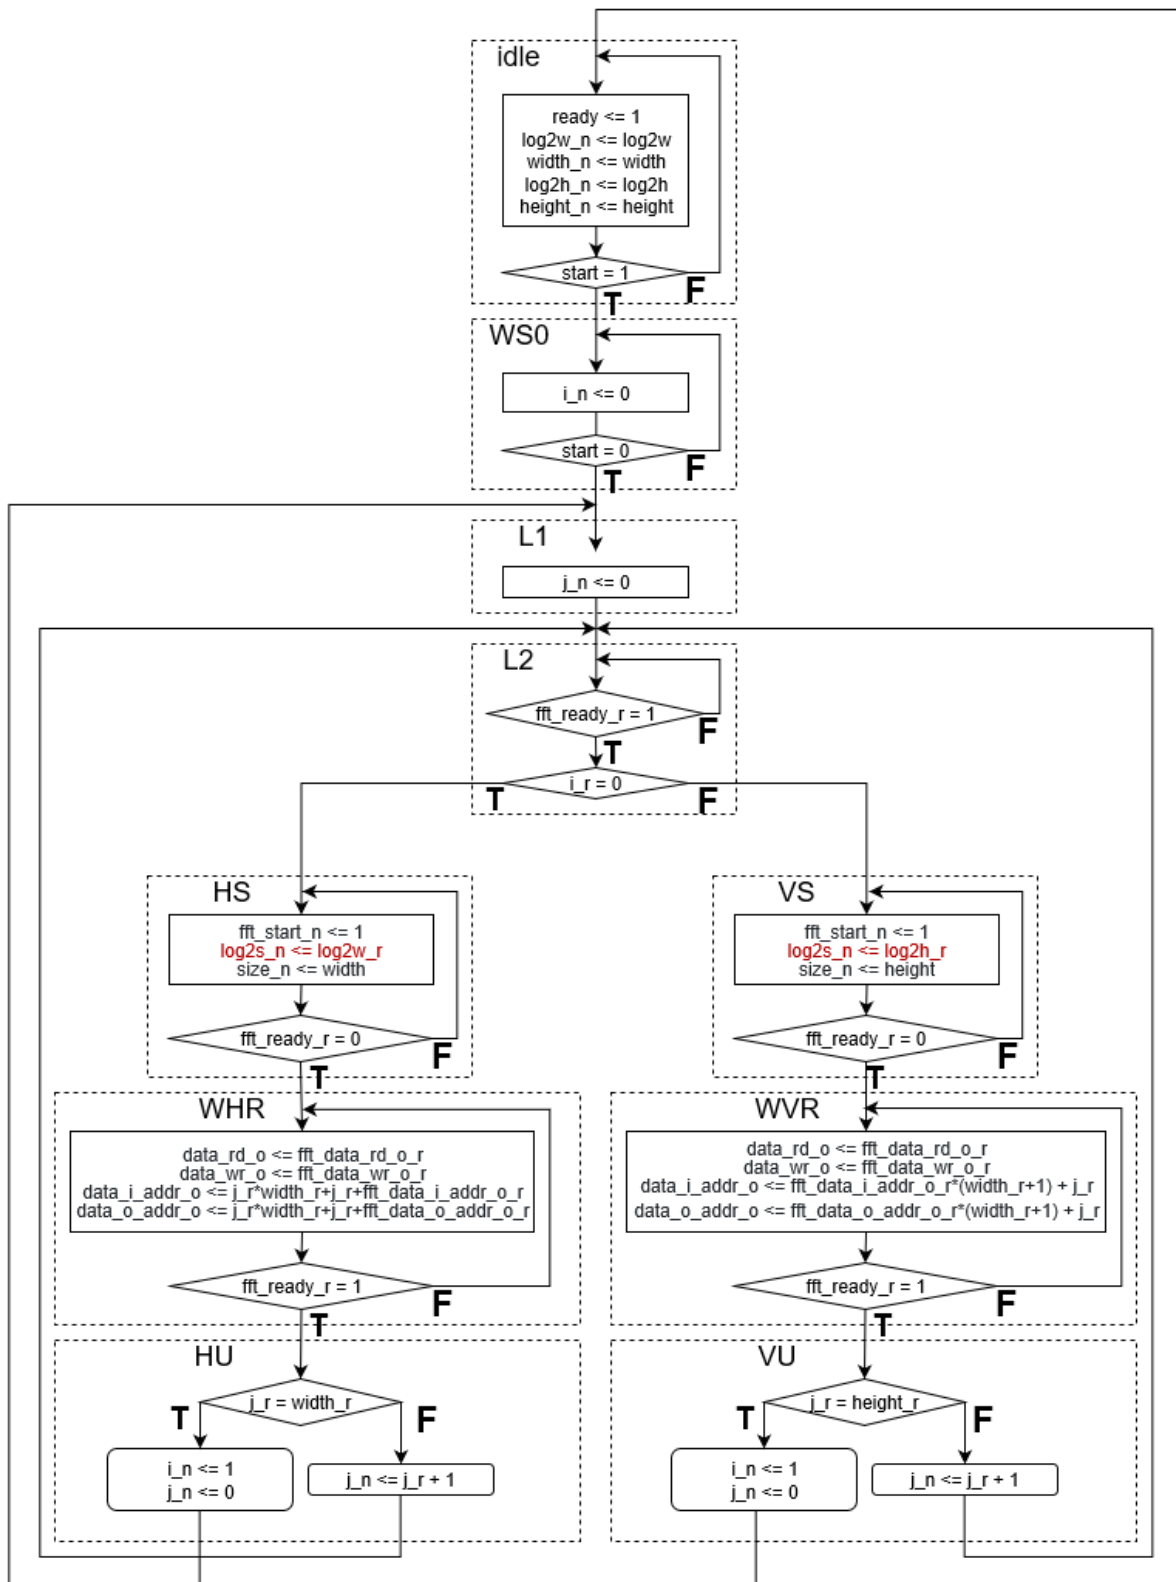 idle
ready <= 1
log2w_n <= log2w
width_n <= width
log2h_n <= log2h
height_n <= height
start = 1
F
T
WS0
i_n <= 0
start = 0
F
T
L1
j_n <= 0
L2
fft_ready_r = 1
F
T
i_r = 0
T
F
HS
fft_start_n <= 1
log2s_n <= log2w_r
size_n <= width
fft_ready_r = 0
F
T
VS
fft_start_n <= 1
log2s_n <= log2h_r
size_n <= height
fft_ready_r = 0
F
T
WHR
data_rd_o <= fft_data_rd_o_r
data_wr_o <= fft_data_wr_o_r
data_i_addr_o <= j_r*width_r+j_r+fft_data_i_addr_o_r
data_o_addr_o <= j_r*width_r+j_r+fft_data_o_addr_o_r
fft_ready_r = 1
F
T
WVR
data_rd_o <= fft_data_rd_o_r
data_wr_o <= fft_data_wr_o_r
data_i_addr_o <= fft_data_i_addr_o_r*(width_r+1) + j_r
data_o_addr_o <= fft_data_o_addr_o_r*(width_r+1) + j_r
fft_ready_r = 1
F
T
HU
j_r = width_r
T
F
i_n <= 1
j_n <= 0
j_n <= j_r + 1
VU
j_r = height_r
T
F
i_n <= 1
j_n <= 0
j_n <= j_r + 1